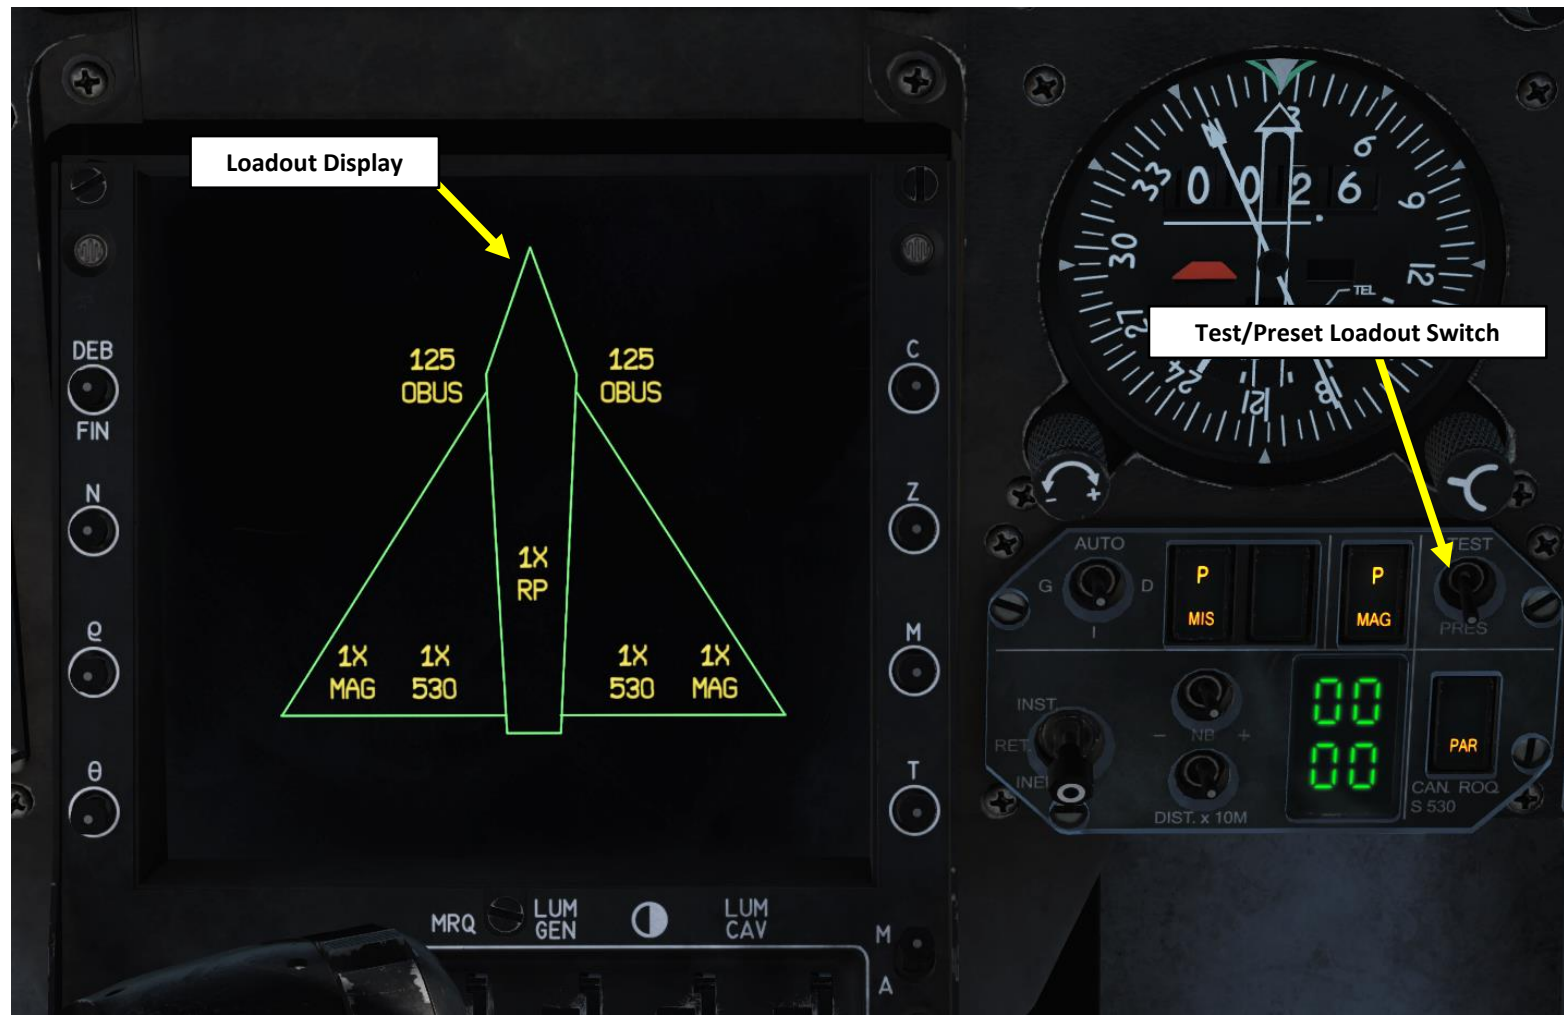 Loadout Display
Test/Preset Loadout Switch
125
OBUS
125
OBUS
1X
RP
1X
MAG
1X
530
1X
530
1X
MAG
DEB
FIN
N
ρ
θ
C
Z
M
T
MRQ
LUM
GEN
LUM
CAV
M
A
3
6
9
12
21
24
27
30
33
0 0 2 6
TEL
AUTO
G
D
I
P
MIS
P
MAG
TEST
PRES
INST.
RET.
- NB +
DIST. x 10M
00
00
PAR
CAN. ROQ
S 530